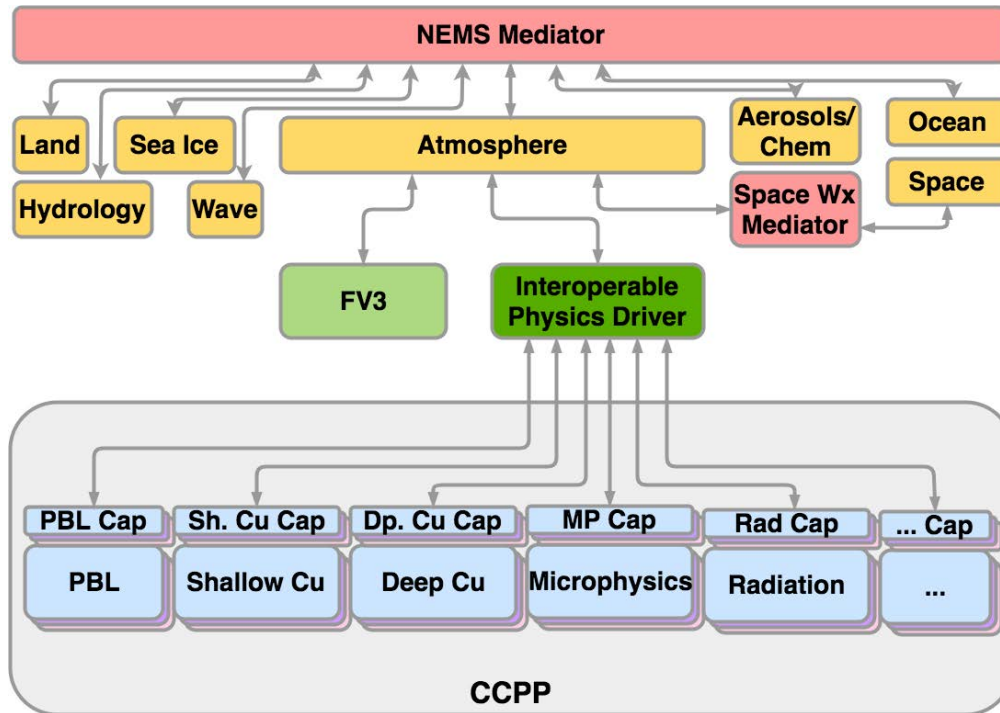 NEMS Mediator
Land
Sea Ice
Atmosphere
Aerosols/
Chem
Ocean
Hydrology
Wave
Space Wx
Mediator
Space
FV3
Interoperable
Physics Driver
PBL Cap
Sh. Cu Cap
Dp. Cu Cap
MP Cap
Rad Cap
... Cap
PBL
Shallow Cu
Deep Cu
Microphysics
Radiation
...
CCPP